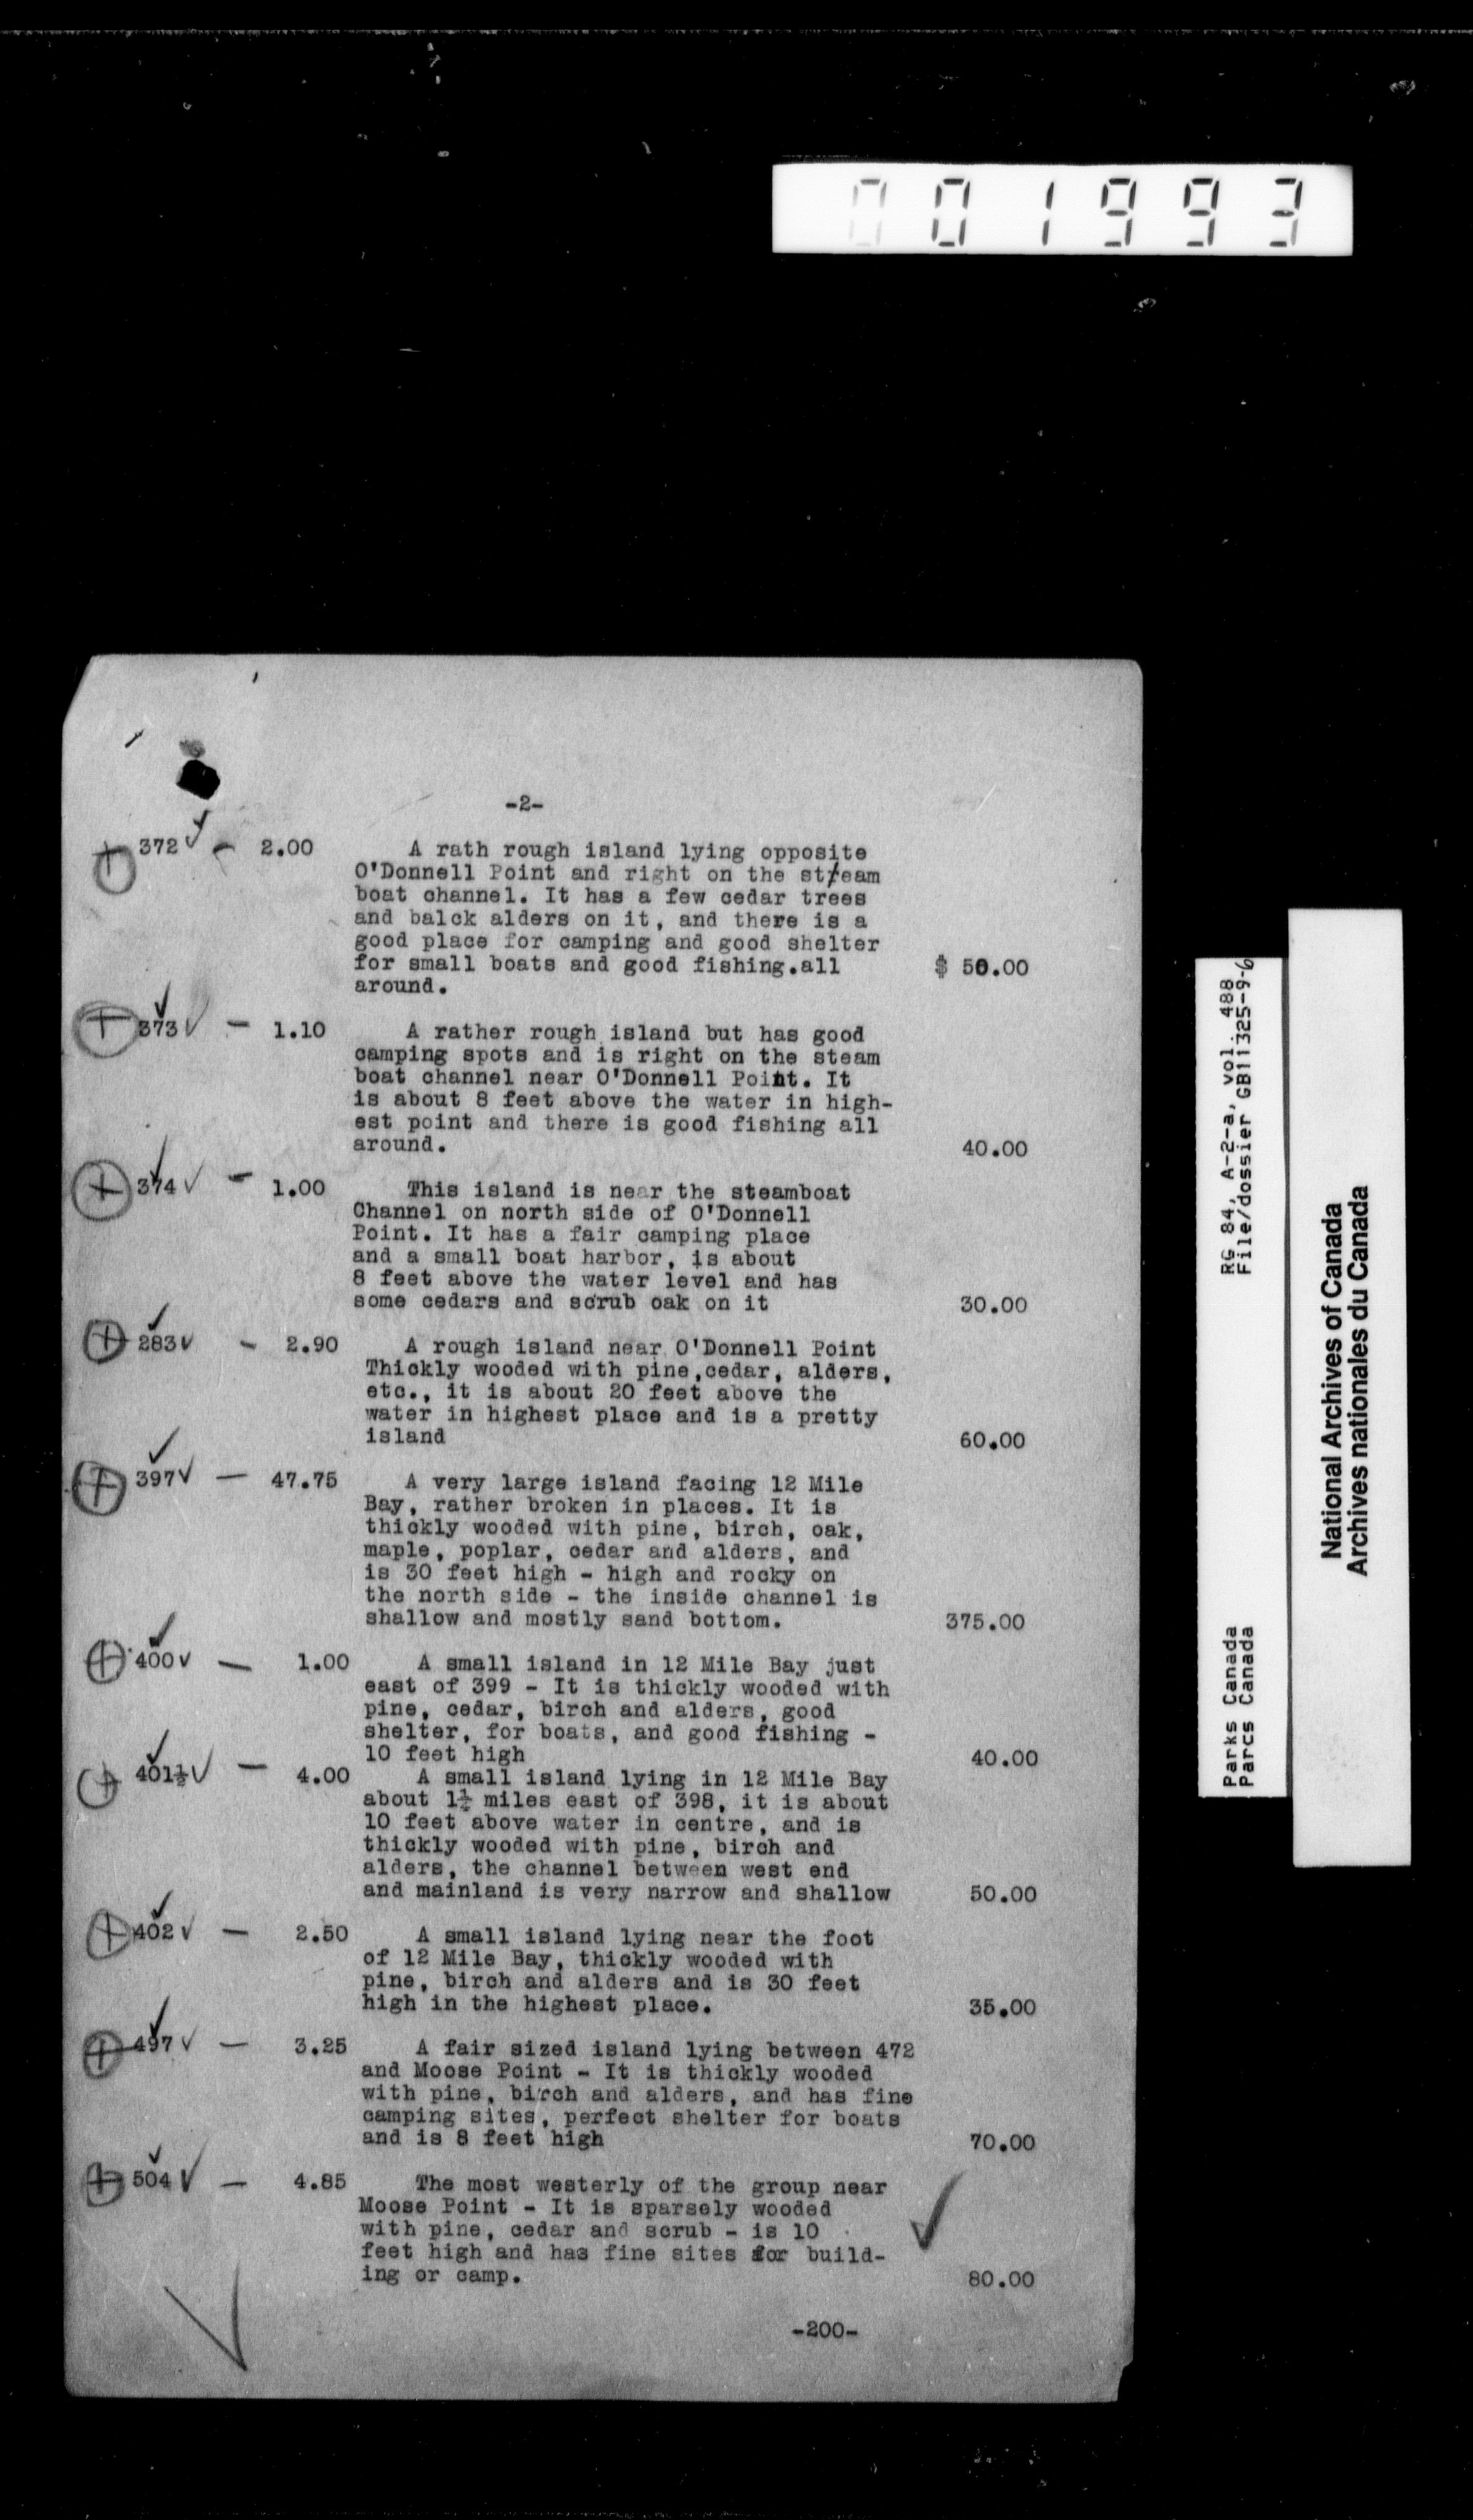 001993
-2-
372 - 2.00 A rath rough island lying opposite
O'Donnell Point and right on the steam
boat channel. It has a few cedar trees
and balck alders on it, and there is a
good place for camping and good shelter
for small boats and good fishing.all $ 50.00
around.
373 - 1.10 A rather rough island but has good
camping spots and is right on the steam
boat channel near O'Donnell Point. It
is about 8 feet above the water in high-
est point and there is good fishing all
around. 40.00
374 - 1.00 This island is near the steamboat
Channel on north side of O'Donnell
Point. It has a fair camping place
and a small boat harbor, is about
8 feet above the water level and has
some cedars and scrub oak on it 30.00
283 - 2.90 A rough island near O'Donnell Point
Thickly wooded with pine,cedar, alders,
etc., it is about 20 feet above the
water in highest place and is a pretty
island 60.00
397 - 47.75 A very large island facing 12 Mile
Bay, rather broken in places. It is
thickly wooded with pine, birch, oak,
maple, poplar, cedar and alders, and
is 30 feet high - high and rocky on
the north side - the inside channel is
shallow and mostly sand bottom. 375.00
400 - 1.00 A small island in 12 Mile Bay just
east of 399 - It is thickly wooded with
pine, cedar, birch and alders, good
shelter, for boats, and good fishing -
10 feet high 40.00
401½ - 4.00 A small island lying in 12 Mile Bay
about 1½ miles east of 398, it is about
10 feet above water in centre, and is
thickly wooded with pine, birch and
alders, the channel between west end
and mainland is very narrow and shallow 50.00
402 - 2.50 A small island lying near the foot
of 12 Mile Bay, thickly wooded with
pine, birch and alders and is 30 feet
high in the highest place. 35.00
497 - 3.25 A fair sized island lying between 472
and Moose Point - It is thickly wooded
with pine, birch and alders, and has fine
camping sites, perfect shelter for boats
and is 8 feet high 70.00
504 - 4.85 The most westerly of the group near
Moose Point - It is sparsely wooded
with pine, cedar and scrub - is 10
feet high and has fine sites for build-
ing or camp. 80.00
-200-
Parks Canada RG 84, A-2-a, vol. 488
Parcs Canada File/dossier GB11325-9-6
National Archives of Canada
Archives nationales du Canada